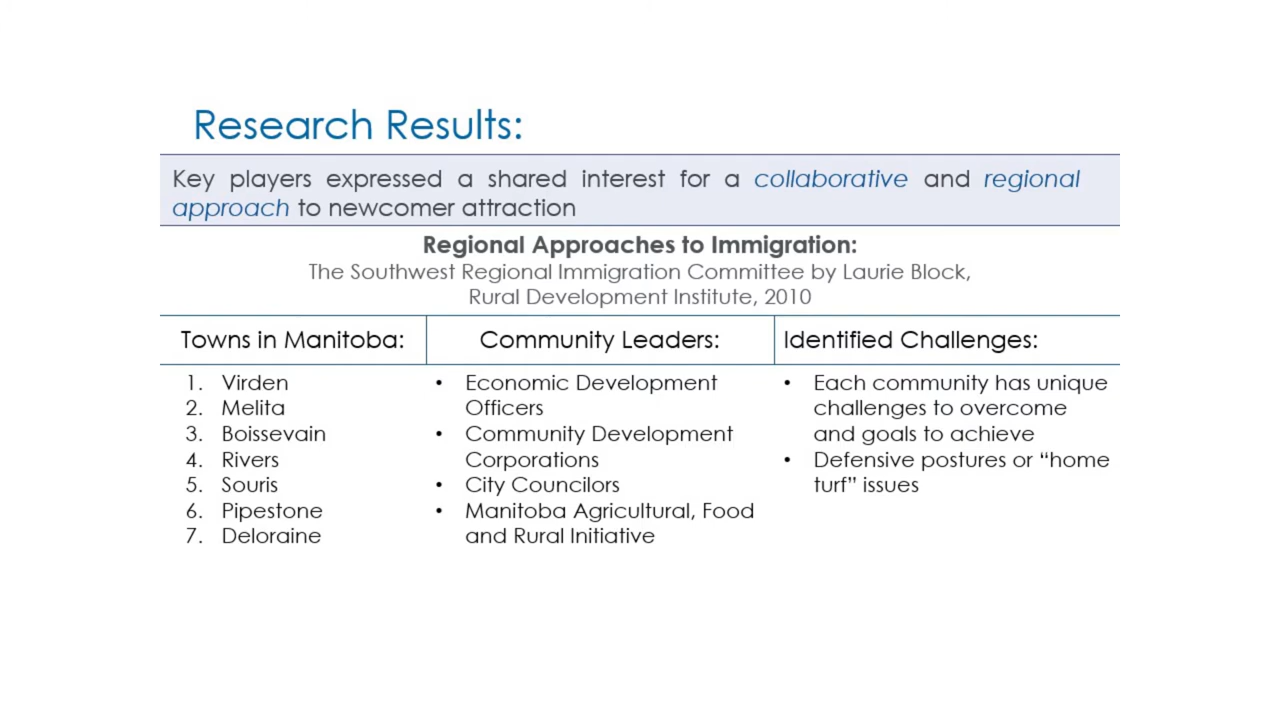 Research Results:
Key players expressed a shared interest for a collaborative and regional
approach to newcomer attraction
Regional Approaches to Immigration:
The Southwest Regional Immigration Committee by Laurie Block,
Rural Development Institute, 2010
Towns in Manitoba:
1. Virden
2. Melita
3. Boissevain
4. Rivers
5. Souris
6. Pipestone
7. Deloraine
Community Leaders:
• Economic Development
Officers
• Community Development
Corporations
• City Councilors
• Manitoba Agricultural, Food
and Rural Initiative
Identified Challenges:
• Each community has unique
challenges to overcome
and goals to achieve
• Defensive postures or “home
turf” issues